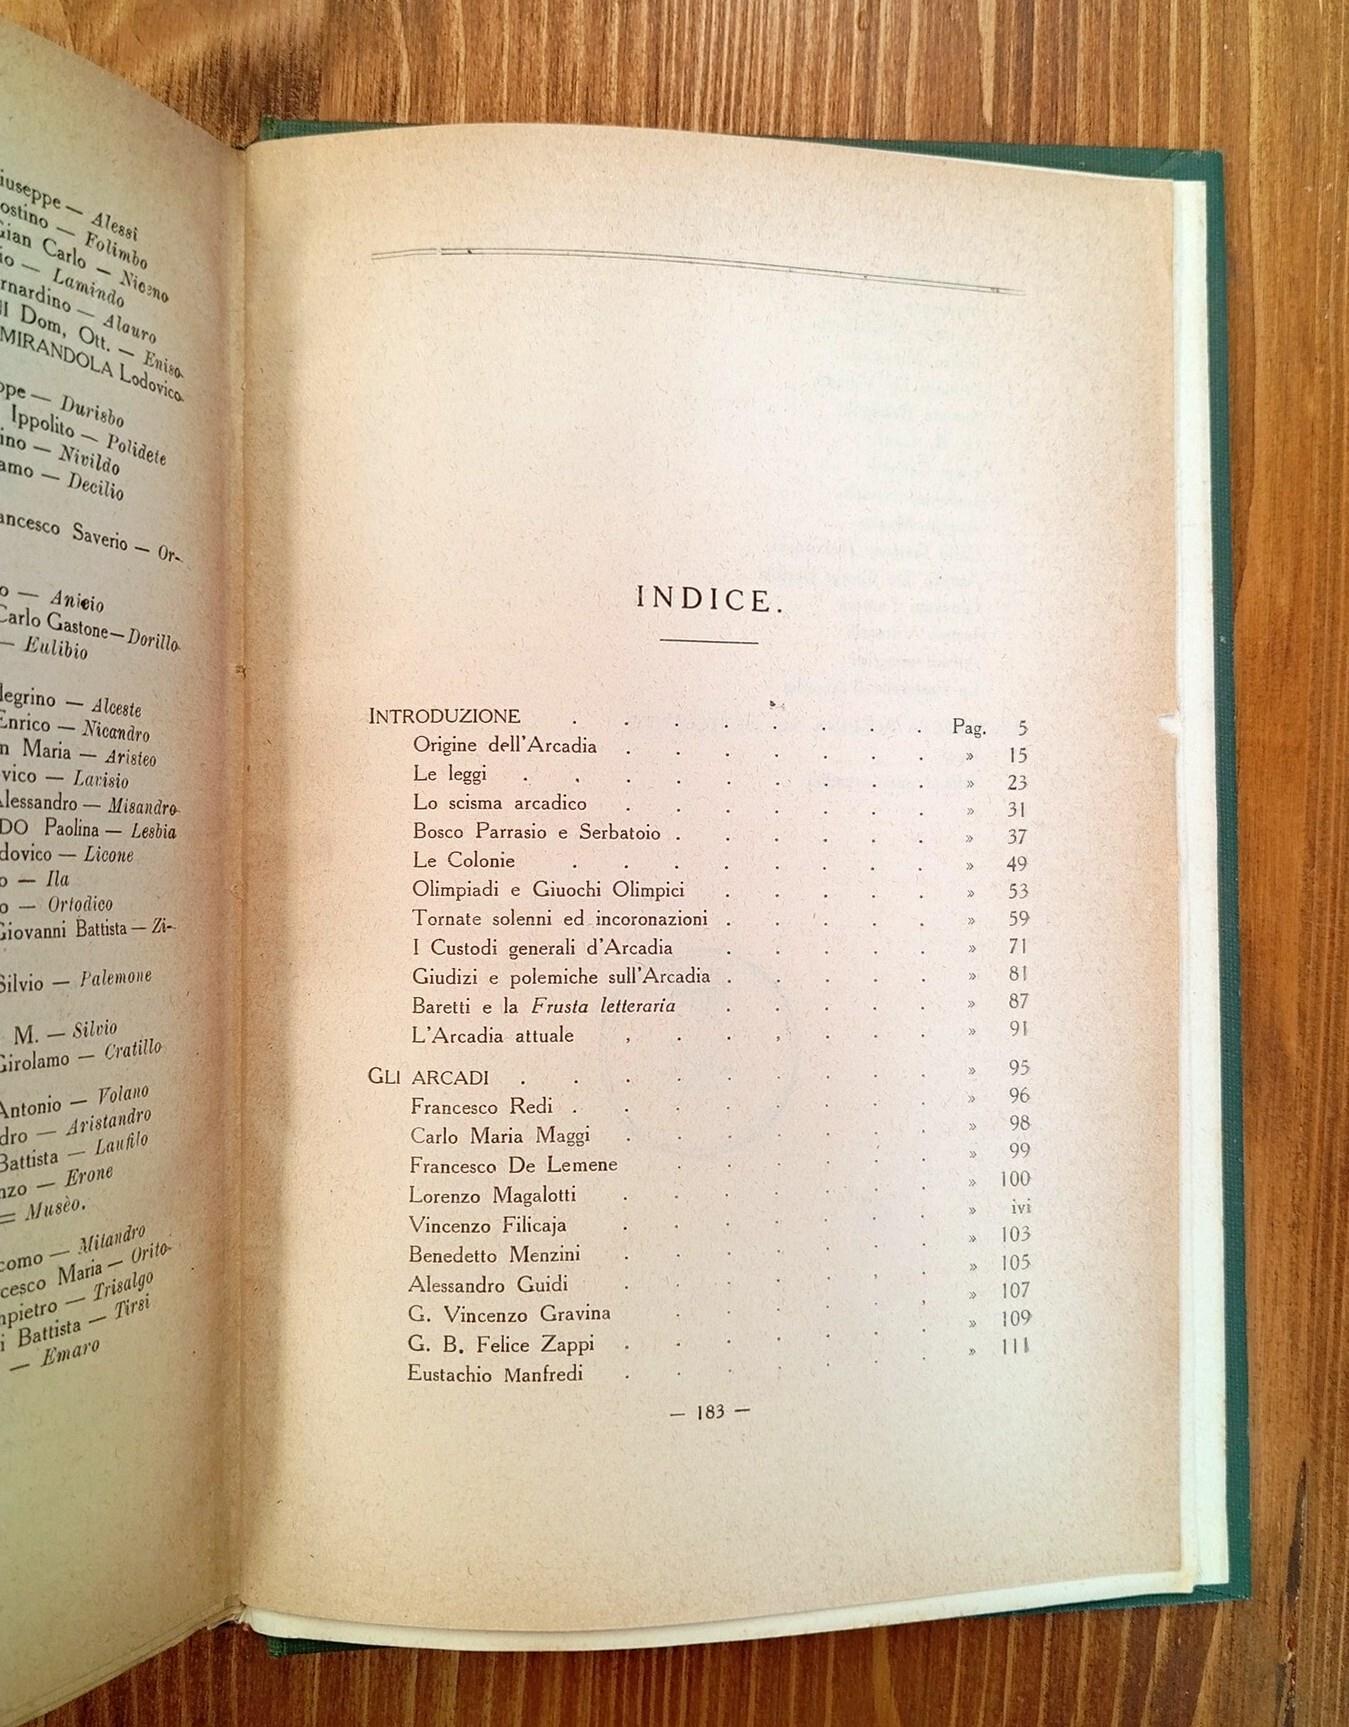 iuseppe — Alessi
ostino — Folimbo
Gian Carlo — Niceno
io — Lamindo
rnardino — Alauro
II Dom. Ott. — Eniso-
MIRANDOLA Lodovico-
ppe — Durisbo
Ippolito — Polidete
ino — Nivildo
amo — Decilio
ancesco Saverio — Or-
o — Anicio
Carlo Gastone — Dorillo-
— Eulibio
legrino — Alceste
Enrico — Nicandro
n Maria — Aristeo
vico — Larisio
Alessandro — Misandro-
DO Paolina — Lesbia
dovico — Licone
o — Ila
o — Ortodico
Giovanni Battista — Zi-
Silvio — Palemone
M. — Silvio
Girolamo — Cratillo
Antonio — Volano
dro — Aristandro
Battista — Laufilo
nzo — Erone
= Musèo.
como — Mitandro
cesco Maria — Orito-
npietro — Trisalgo
i Battista — Tirsi
— Emaro
INDICE.
INTRODUZIONE . . . . . . . . Pag. 5
Origine dell'Arcadia . . . . . . . » 15
Le leggi . . . . . . . . . » 23
Lo scisma arcadico . . . . . . . » 31
Bosco Parrasio e Serbatoio . . . . . . » 37
Le Colonie . . . . . . . . » 49
Olimpiadi e Giuochi Olimpici . . . . . » 53
Tornate solenni ed incoronazioni . . . . . » 59
I Custodi generali d'Arcadia . . . . . » 71
Giudizi e polemiche sull'Arcadia . . . . . » 81
Baretti e la Frusta letteraria . . . . . » 87
L'Arcadia attuale , . . , . . . » 91
GLI ARCADI . . . . . . . . . » 95
Francesco Redi . . . . . . . . » 96
Carlo Maria Maggi . . . . . . . » 98
Francesco De Lemene . . . . . . » 99
Lorenzo Magalotti . . . . . . . » 100
Vincenzo Filicaja . . . . . . . » ivi
Benedetto Menzini . . . . . . . » 103
Alessandro Guidi . . . . . . . » 105
G. Vincenzo Gravina . . . . . . » 107
G. B. Felice Zappi . . . . . . . » 109
Eustachio Manfredi . . . . . . . » 111
— 183 —